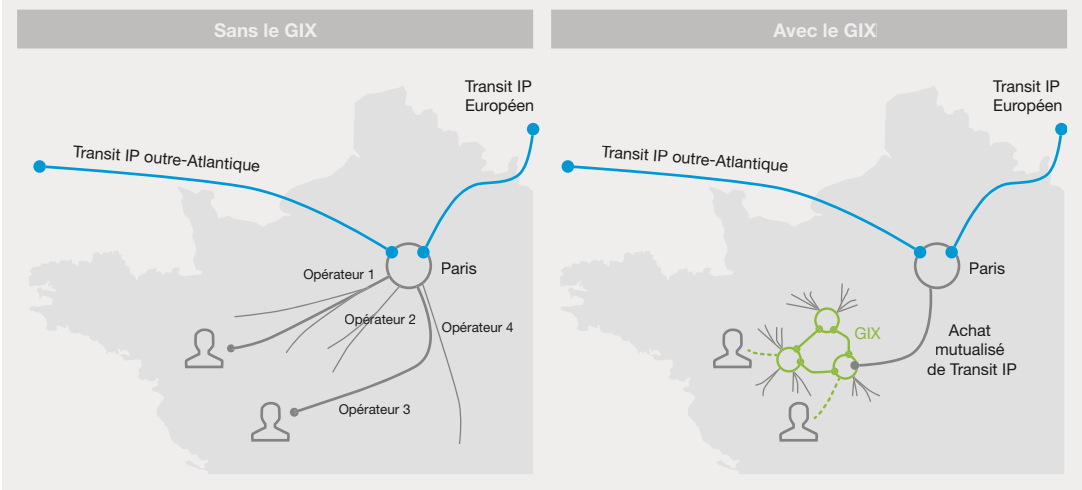 Sans le GIX
Transit IP
Européen
Transit IP outre-Atlantique
Paris
Opérateur 1
Opérateur 2
Opérateur 4
Opérateur 3
Avec le GIX
Transit IP
Européen
Transit IP outre-Atlantique
Paris
GIX
Achat
mutualisé
de Transit IP